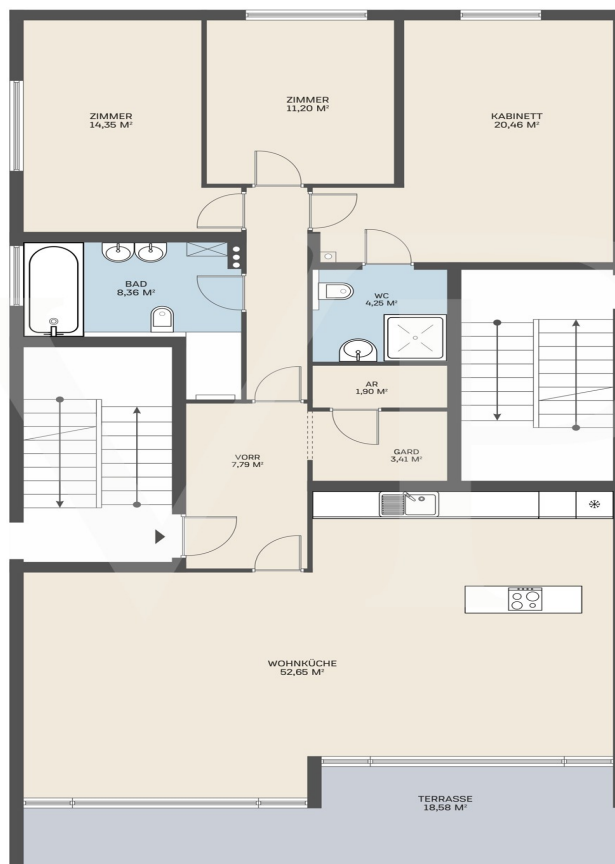 ZIMMER
14,35 M²
ZIMMER
11,20 M²
KABINETT
20,46 M²
BAD
8,36 M²
WC
4,25 M²
AR
1,90 M²
GARD
3,41 M²
VORR
7,79 M²
WOHNKÜCHE
52,65 M²
TERRASSE
18,58 M²